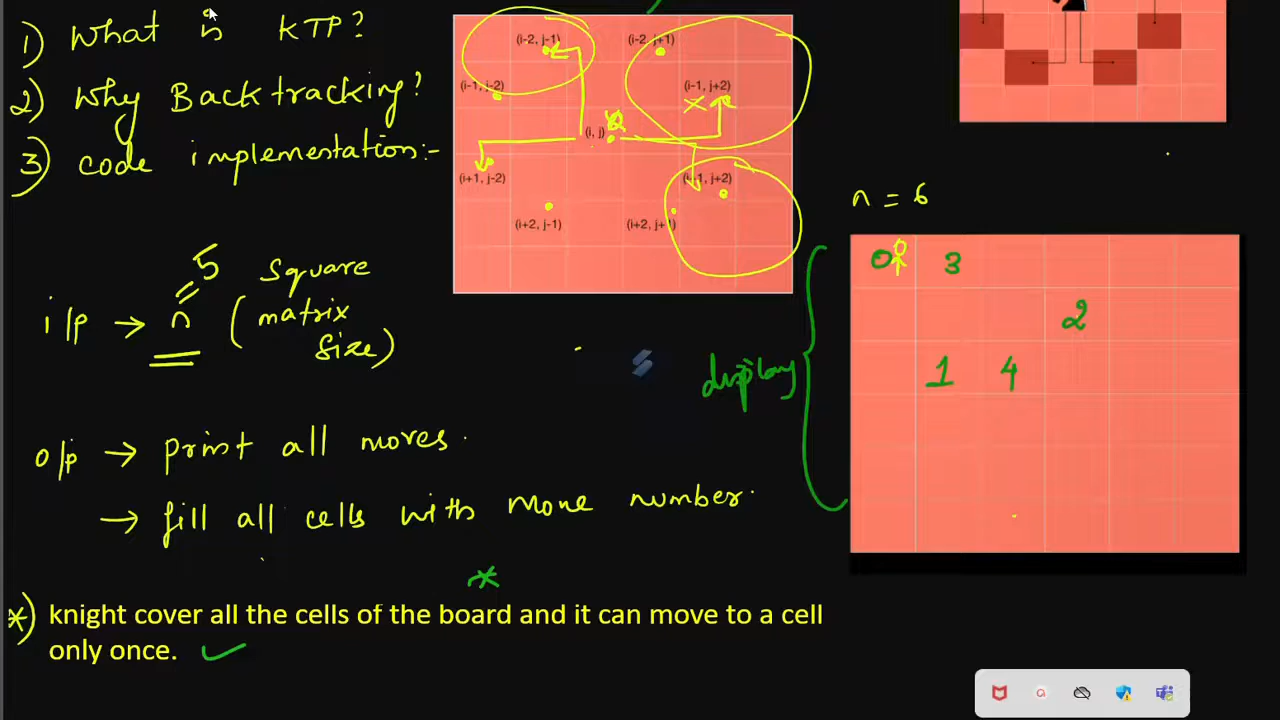 1) What is KTP?
2) Why Backtracking?
3) code implementation:-
(i-2, j-1)
(i-2, j+1)
(i-1, j-2)
(i-1, j+2)
(i, j)
(i+1, j-2)
(i+1, j+2)
(i+2, j-1)
(i+2, j+1)
n = 6
0 3
2
1 4
display
5
i/p → n (square
matrix
size)
o/p → print all moves.
→ fill all cells with move number.
*) knight cover all the cells of the board and it can move to a cell
only once.